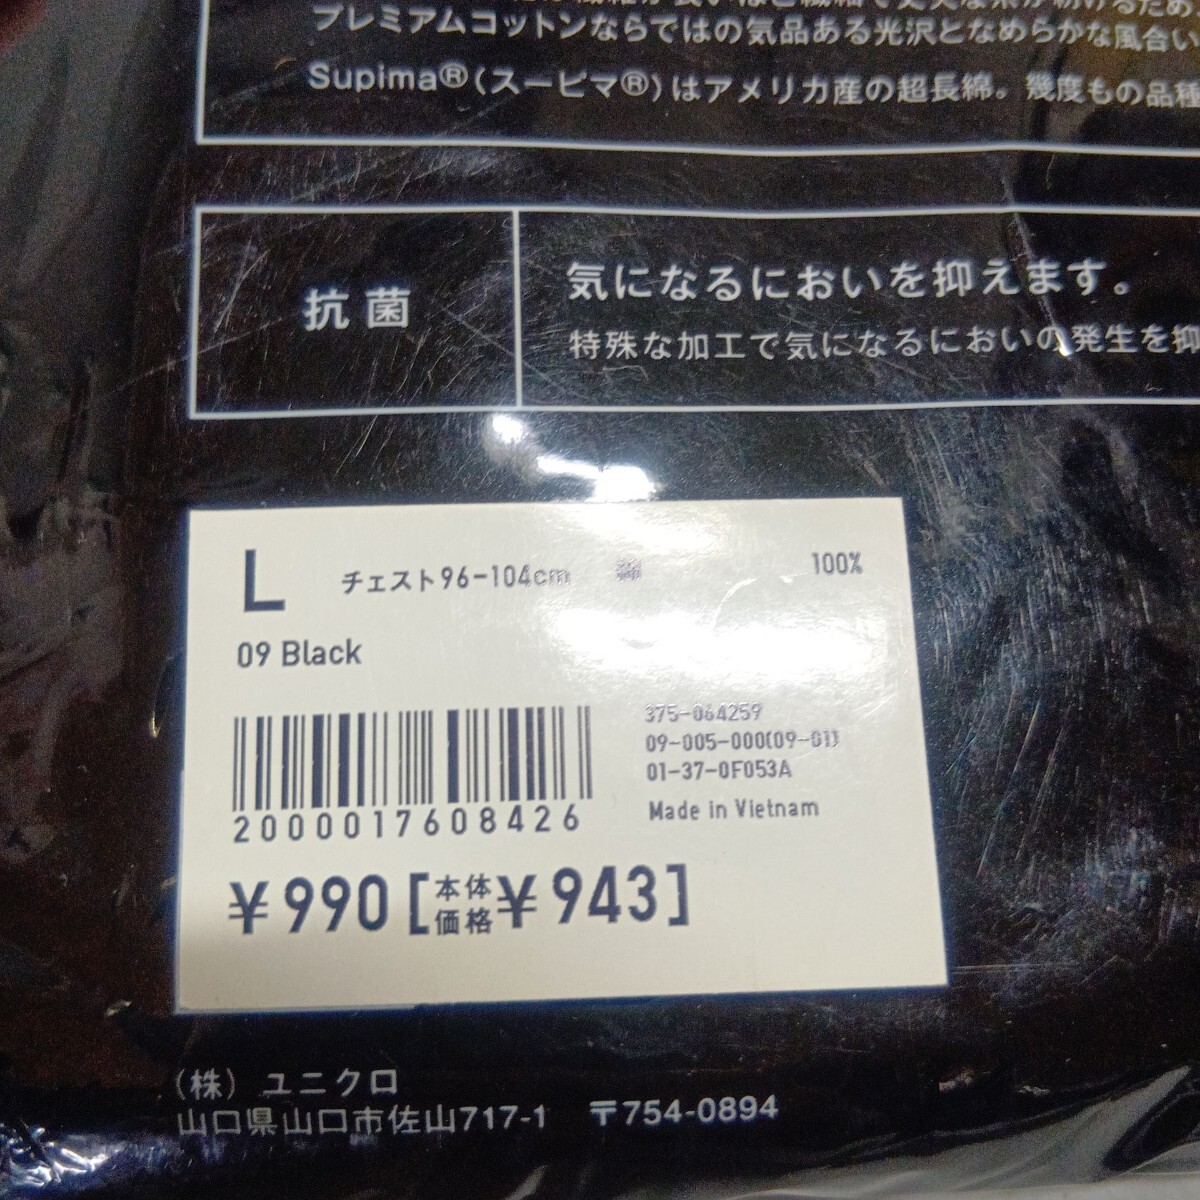 プレミアムコットンならではの気品ある光沢となめらかな風合い
Supima®(スーピマ®)はアメリカ産の超長綿。幾度もの品種
抗菌
気になるにおいを抑えます。
特殊な加工で気になるにおいの発生を抑
L チェスト96-104cm 綿 100%
09 Black
375-064259
09-005-000(09-01)
01-37-0F053A
Made in Vietnam
2000017608426
¥990[本体価格¥943]
(株) ユニクロ
山口県山口市佐山717-1 〒754-0894